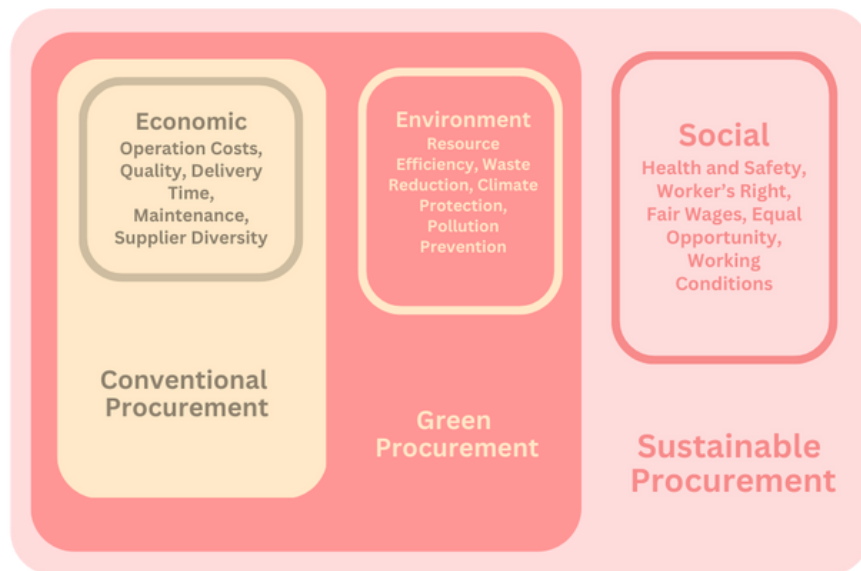 Economic
Operation Costs,
Quality, Delivery
Time,
Maintenance,
Supplier Diversity
Conventional
Procurement
Environment
Resource
Efficiency, Waste
Reduction, Climate
Protection,
Pollution
Prevention
Green
Procurement
Social
Health and Safety,
Worker's Right,
Fair Wages, Equal
Opportunity,
Working
Conditions
Sustainable
Procurement